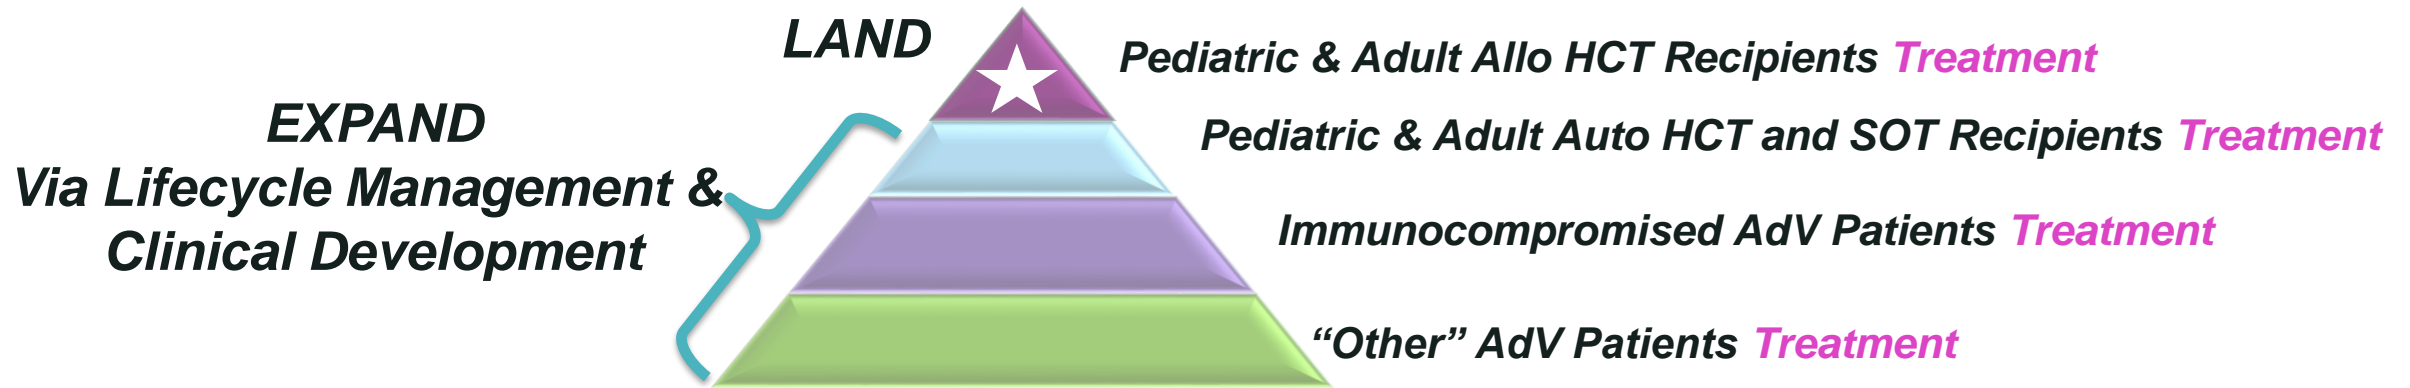 LAND
Pediatric & Adult Allo HCT Recipients Treatment
EXPAND
Via Lifecycle Management &
Clinical Development
Pediatric & Adult Auto HCT and SOT Recipients Treatment
Immunocompromised AdV Patients Treatment
“Other” AdV Patients Treatment